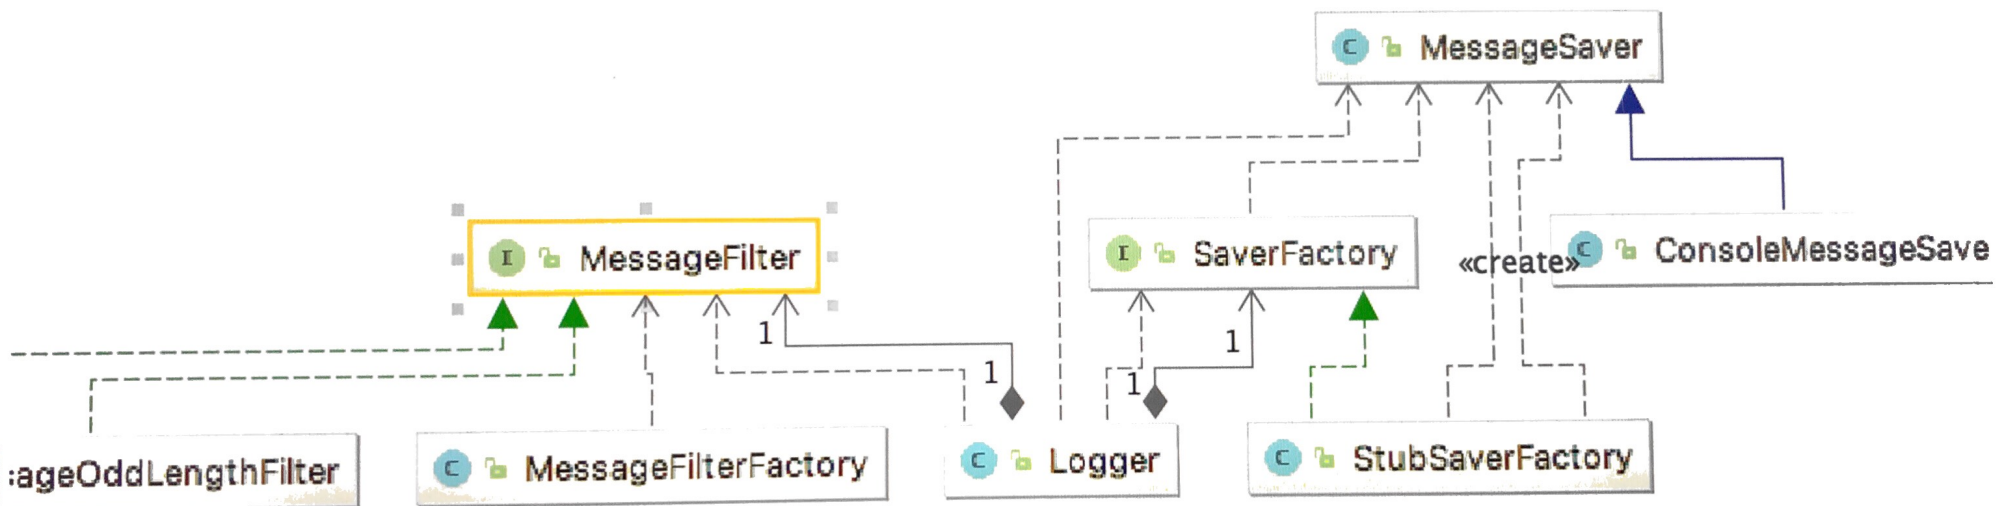 C MessageSaver
I MessageFilter
I SaverFactory
«create»
C ConsoleMessageSave
1
1
1
1
:ageOddLengthFilter
C MessageFilterFactory
C Logger
C StubSaverFactory